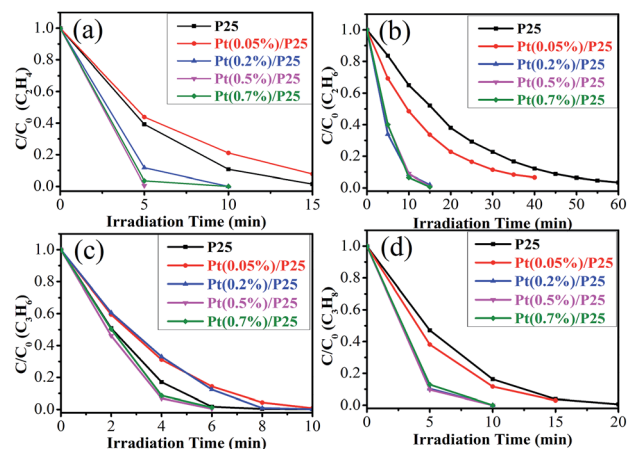 (a)
P25
Pt(0.05%)/P25
Pt(0.2%)/P25
Pt(0.5%)/P25
Pt(0.7%)/P25
C/C₀ (C₂H₄)
1.0
0.8
0.6
0.4
0.2
0.0
0 5 10 15
Irradiation Time (min)
(b)
P25
Pt(0.05%)/P25
Pt(0.2%)/P25
Pt(0.5%)/P25
Pt(0.7%)/P25
C/C₀ (C₂H₆)
1.0
0.8
0.6
0.4
0.2
0.0
0 10 20 30 40 50 60
Irradiation Time (min)
(c)
P25
Pt(0.05%)/P25
Pt(0.2%)/P25
Pt(0.5%)/P25
Pt(0.7%)/P25
C/C₀ (C₃H₆)
1.0
0.8
0.6
0.4
0.2
0.0
0 2 4 6 8 10
Irradiation Time (min)
(d)
P25
Pt(0.05%)/P25
Pt(0.2%)/P25
Pt(0.5%)/P25
Pt(0.7%)/P25
C/C₀ (C₃H₈)
1.0
0.8
0.6
0.4
0.2
0.0
0 5 10 15 20
Irradiation Time (min)